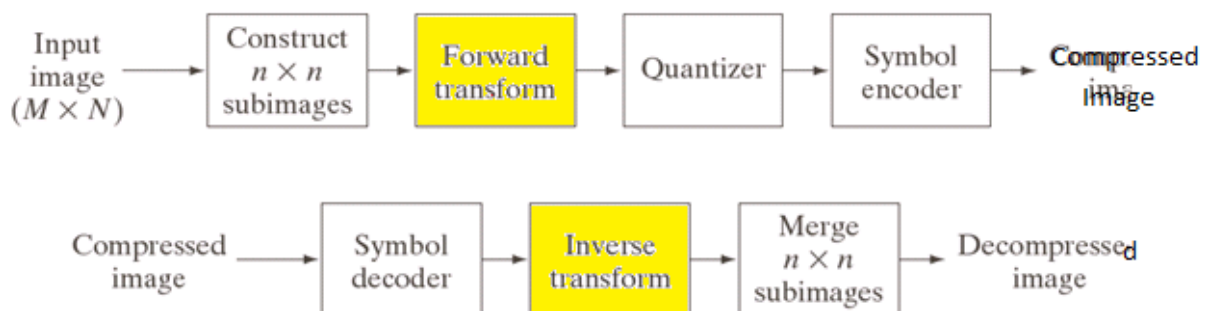 Input
image
(M × N)
Construct
n × n
subimages
Forward
transform
Quantizer
Symbol
encoder
Compressed
Image
Compressed
image
Symbol
decoder
Inverse
transform
Merge
n × n
subimages
Decompressed
image